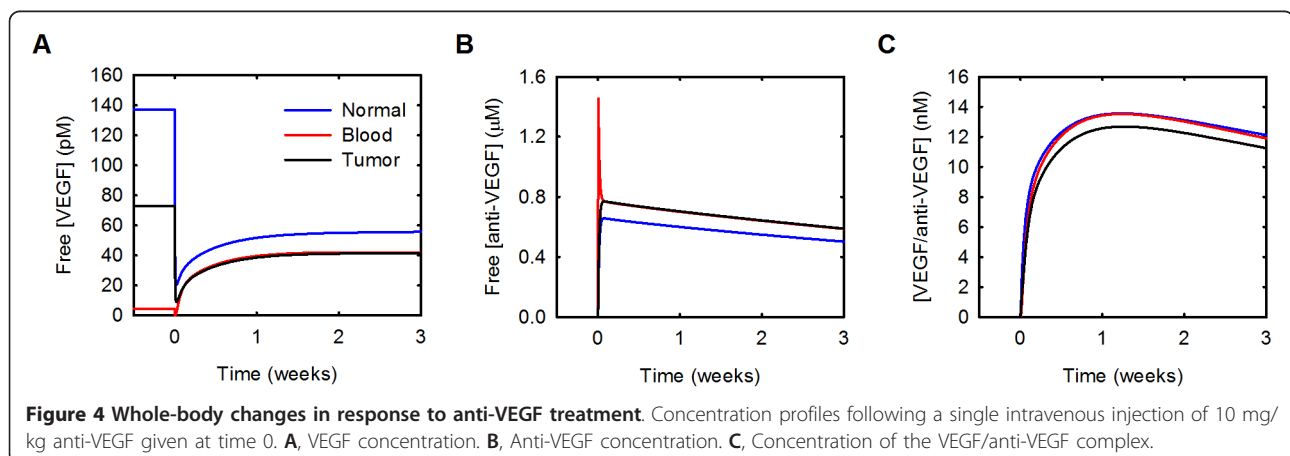 A
B
C
Free [VEGF] (pM)
160
140
120
100
80
60
40
20
0
Normal
Blood
Tumor
0
1
2
3
Time (weeks)
Free [anti-VEGF] (µM)
1.6
1.2
0.8
0.4
0.0
0
1
2
3
Time (weeks)
[VEGF/anti-VEGF] (nM)
16
14
12
10
8
6
4
2
0
0
1
2
3
Time (weeks)
Figure 4 Whole-body changes in response to anti-VEGF treatment. Concentration profiles following a single intravenous injection of 10 mg/
kg anti-VEGF given at time 0. A, VEGF concentration. B, Anti-VEGF concentration. C, Concentration of the VEGF/anti-VEGF complex.